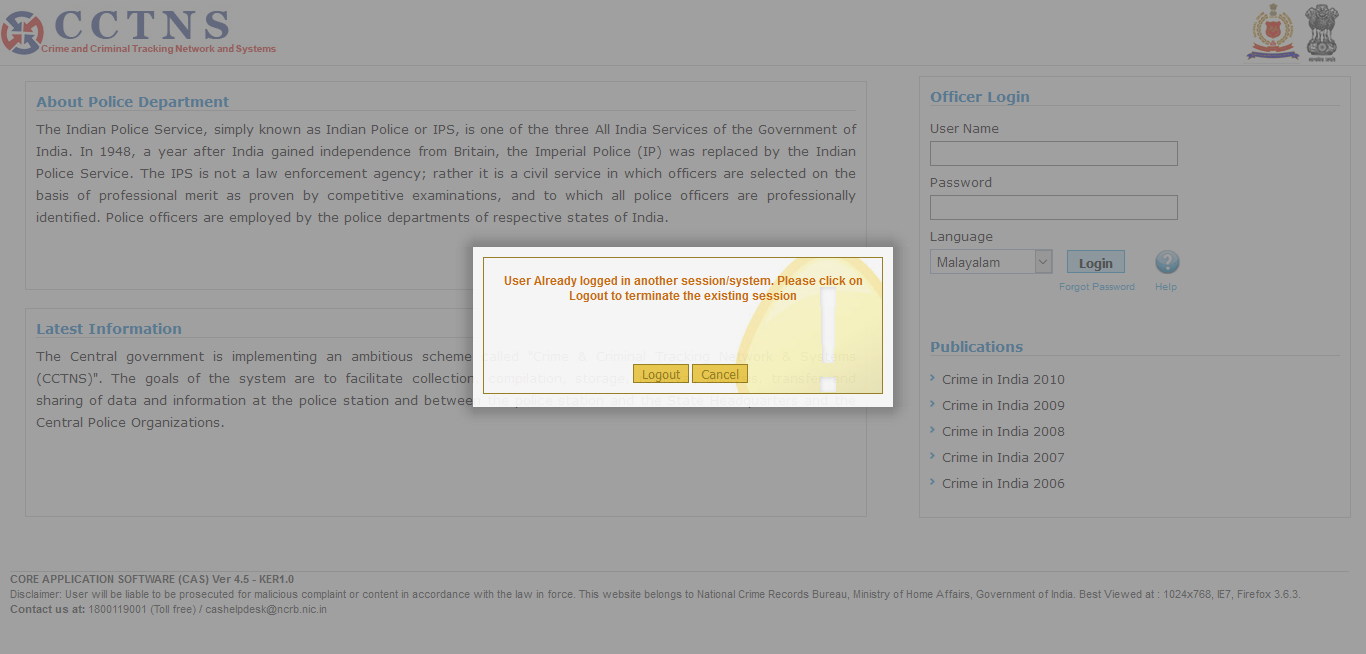 CCTNS
Crime and Criminal Tracking Network and Systems
About Police Department
The Indian Police Service, simply known as Indian Police or IPS, is one of the three All India Services of the Government of
India. In 1948, a year after India gained independence from Britain, the Imperial Police (IP) was replaced by the Indian
Police Service. The IPS is not a law enforcement agency; rather it is a civil service in which officers are selected on the
basis of professional merit as proven by competitive examinations, and to which all police officers are professionally
identified. Police officers are employed by the police departments of respective states of India.
Latest Information
The Central government is implementing an ambitious scheme called "Crime & Criminal Tracking Network & Systems
(CCTNS)". The goals of the system are to facilitate collection, compilation, storage, transfer and
sharing of data and information at the police station and between the police station and the State Headquarters and the
Central Police Organizations.
User Already logged in another session/system. Please click on
Logout to terminate the existing session
Logout Cancel
Officer Login
User Name
Password
Language
Malayalam Login ?
Forgot Password Help
Publications
Crime in India 2010
Crime in India 2009
Crime in India 2008
Crime in India 2007
Crime in India 2006
CORE APPLICATION SOFTWARE (CAS) Ver 4.5 - KER1.0
Disclaimer: User will be liable to be prosecuted for malicious complaint or content in accordance with the law in force. This website belongs to National Crime Records Bureau, Ministry of Home Affairs, Government of India. Best Viewed at : 1024x768, IE7, Firefox 3.6.3.
Contact us at: 1800119001 (Toll free) / cashelpdesk@ncrb.nic.in